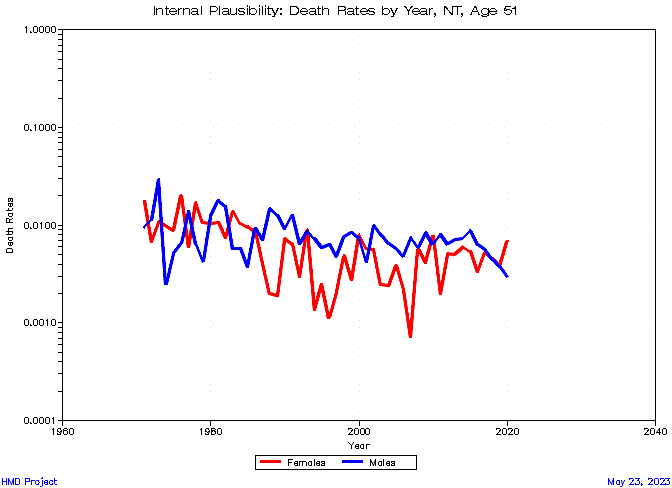 Internal Plausibility: Death Rates by Year, NT, Age 51
1.0000
0.1000
0.0100
0.0010
0.0001
Death Rates
1960
1980
2000
2020
2040
Year
Females
Males
HMD Project
May 23, 2023